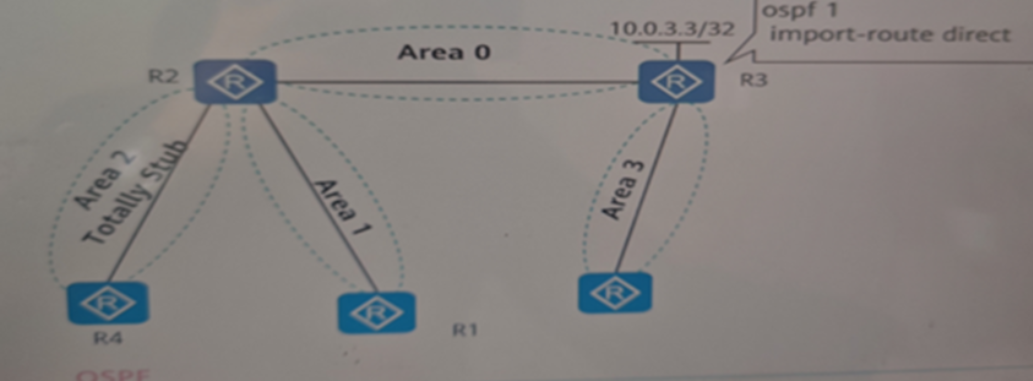 ospf 1
import-route direct
10.0.3.3/32
Area 0
R2
R3
Area 2
Totally Stub
Area 1
Area 3
R4
R1
OSPF